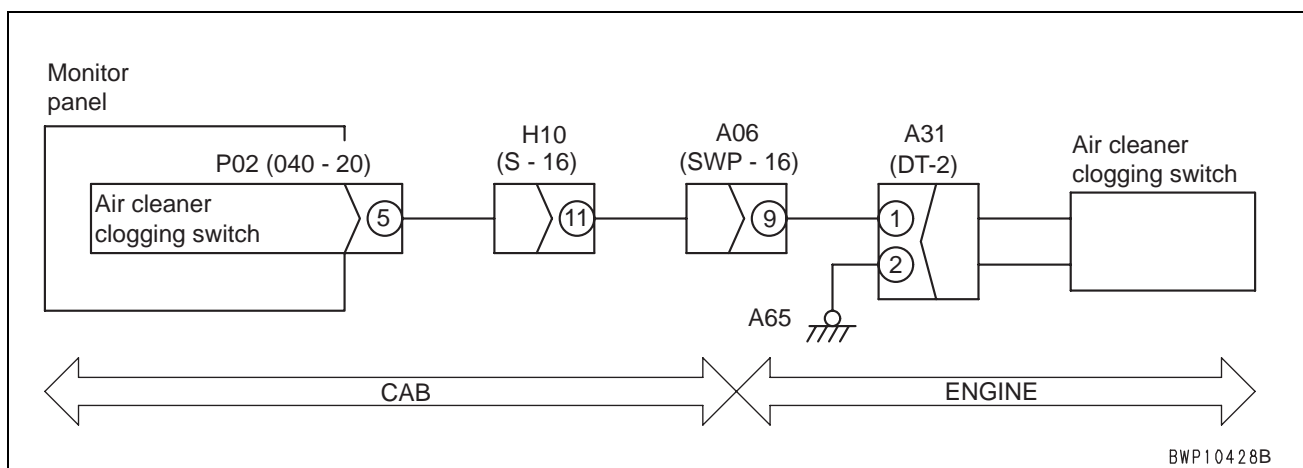 Monitor
panel
P02 (040 - 20)
H10
(S - 16)
A06
(SWP - 16)
A31
(DT-2)
Air cleaner
clogging switch
Air cleaner
clogging switch
5
11
9
1
2
A65
CAB
ENGINE
BWP10428B